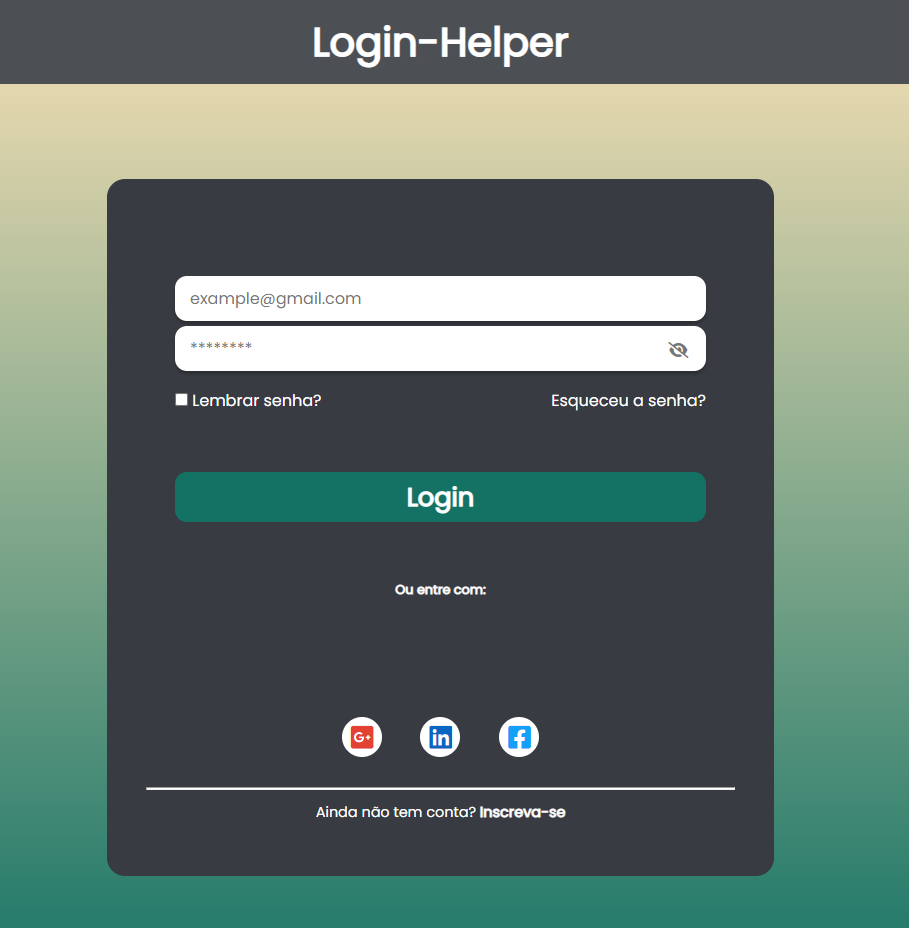 Login-Helper
example@gmail.com
********
Lembrar senha? Esqueceu a senha?
Login
Ou entre com:
G+ in f
Ainda não tem conta? Inscreva-se